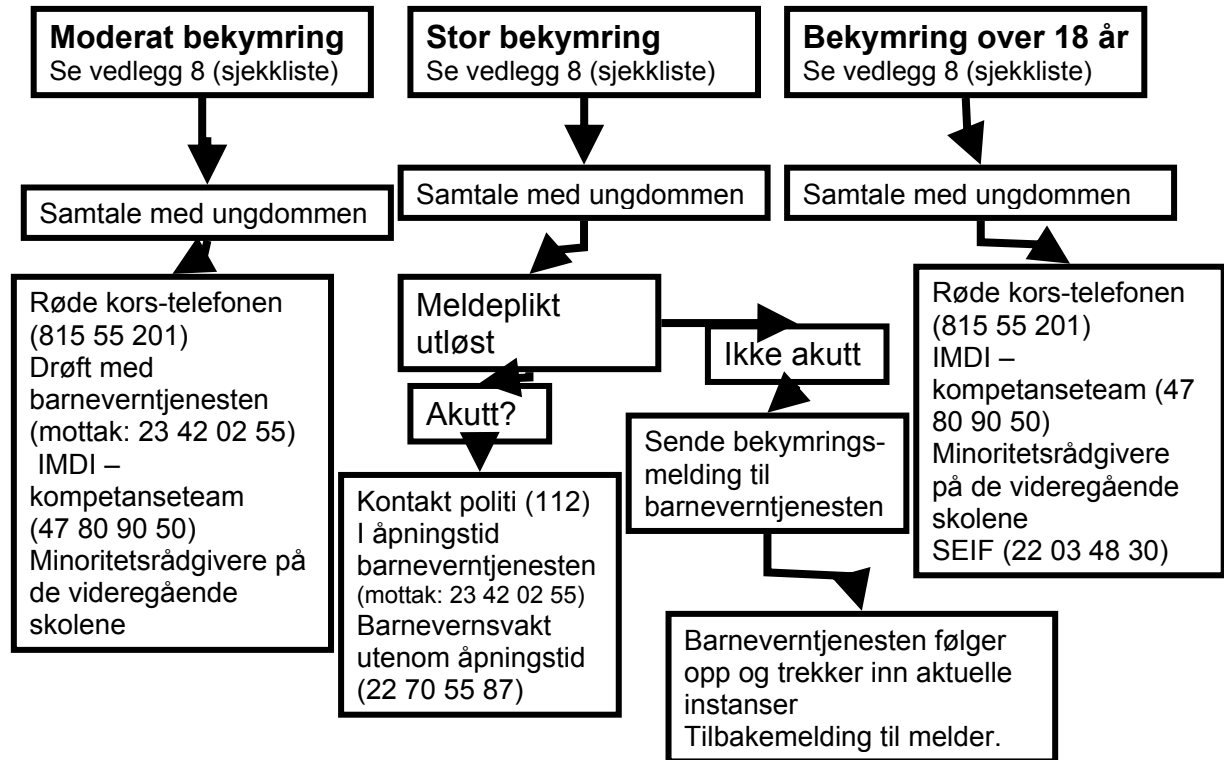 Moderat bekymring
Se vedlegg 8 (sjekkliste)
Stor bekymring
Se vedlegg 8 (sjekkliste)
Bekymring over 18 år
Se vedlegg 8 (sjekkliste)
Samtale med ungdommen
Samtale med ungdommen
Samtale med ungdommen
Røde kors-telefonen
(815 55 201)
Drøft med
barneverntjenesten
(mottak: 23 42 02 55)
IMDI –
kompetanseteam
(47 80 90 50)
Minoritetsrådgivere på
de videregående
skolene
Meldeplikt
utløst
Akutt?
Kontakt politi (112)
I åpningstid
barneverntjenesten
(mottak: 23 42 02 55)
Barnevernsvakt
utenom åpningstid
(22 70 55 87)
Ikke akutt
Sende bekymrings-
melding til
barneverntjenesten
Barneverntjenesten følger
opp og trekker inn aktuelle
instanser
Tilbakemelding til melder.
Røde kors-telefonen
(815 55 201)
IMDI –
kompetanseteam (47
80 90 50)
Minoritetsrådgivere
på de videregående
skolene
SEIF (22 03 48 30)